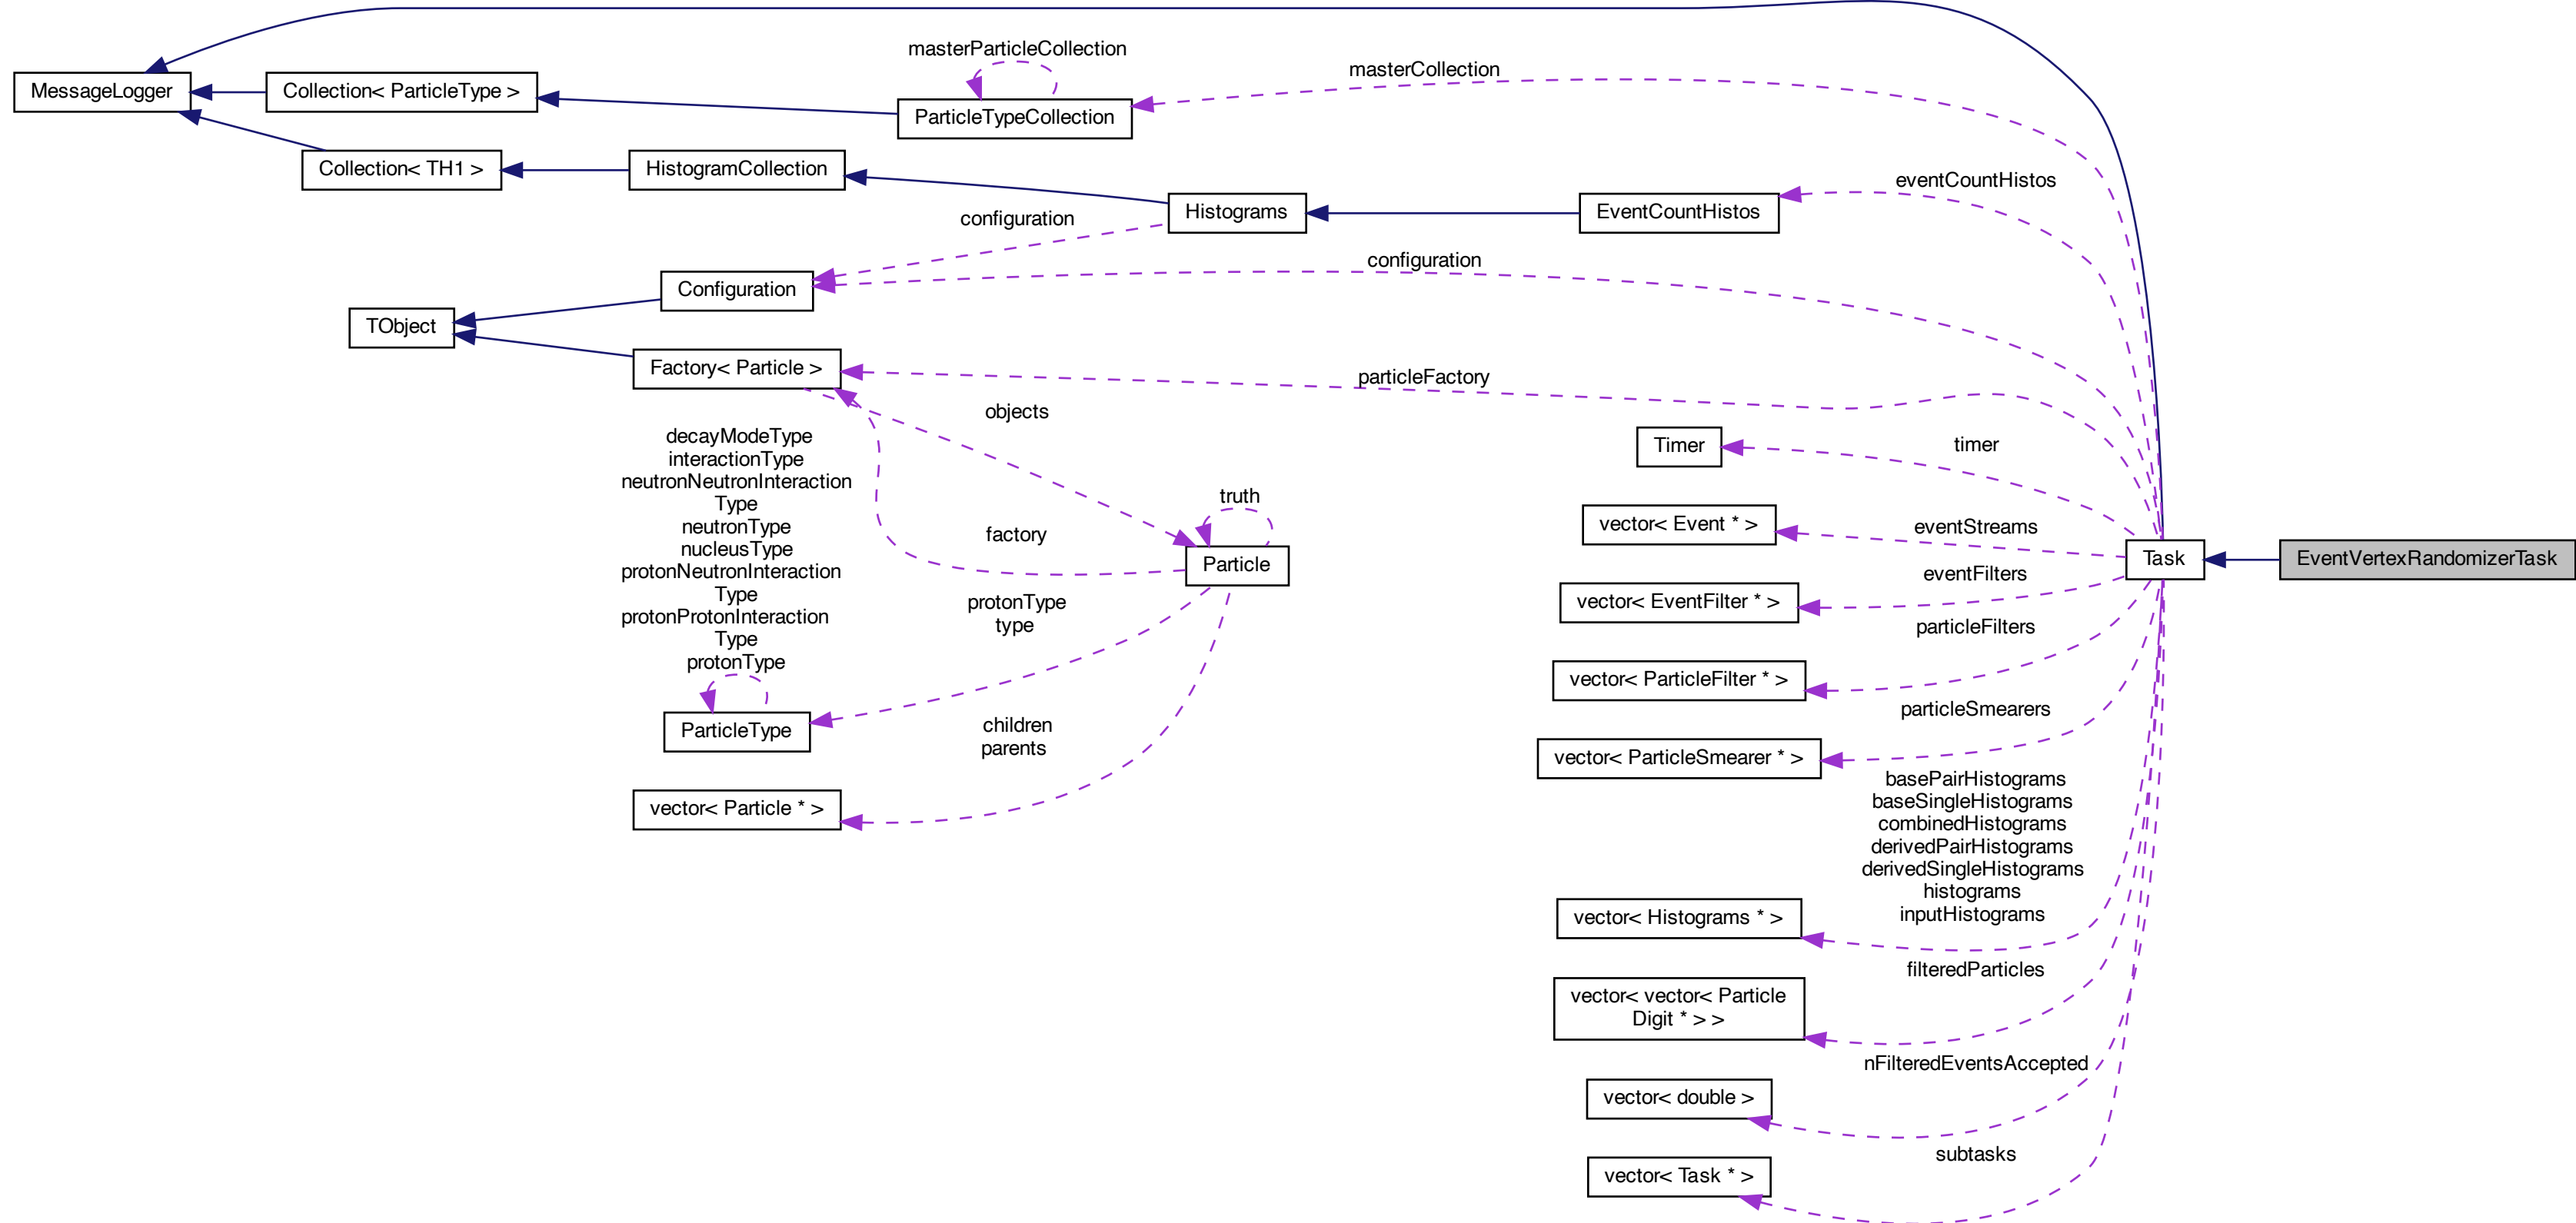 masterParticleCollection
masterCollection
MessageLogger
Collection< ParticleType >
ParticleTypeCollection
Collection< TH1 >
HistogramCollection
eventCountHistos
Histograms
EventCountHistos
configuration
configuration
Configuration
TObject
Factory< Particle >
particleFactory
objects
decayModeType
interactionType
neutronNeutronInteraction
Type
neutronType
nucleusType
protonNeutronInteraction
Type
protonProtonInteraction
Type
protonType
timer
Timer
truth
vector< Event * >
eventStreams
factory
Particle
Task
EventVertexRandomizerTask
eventFilters
vector< EventFilter * >
protonType
type
particleFilters
vector< ParticleFilter * >
particleSmearers
ParticleType
children
parents
vector< ParticleSmearer * >
vector< Particle * >
basePairHistograms
baseSingleHistograms
combinedHistograms
derivedPairHistograms
derivedSingleHistograms
histograms
inputHistograms
vector< Histograms * >
filteredParticles
vector< vector< Particle
Digit * > >
nFilteredEventsAccepted
vector< double >
subtasks
vector< Task * >